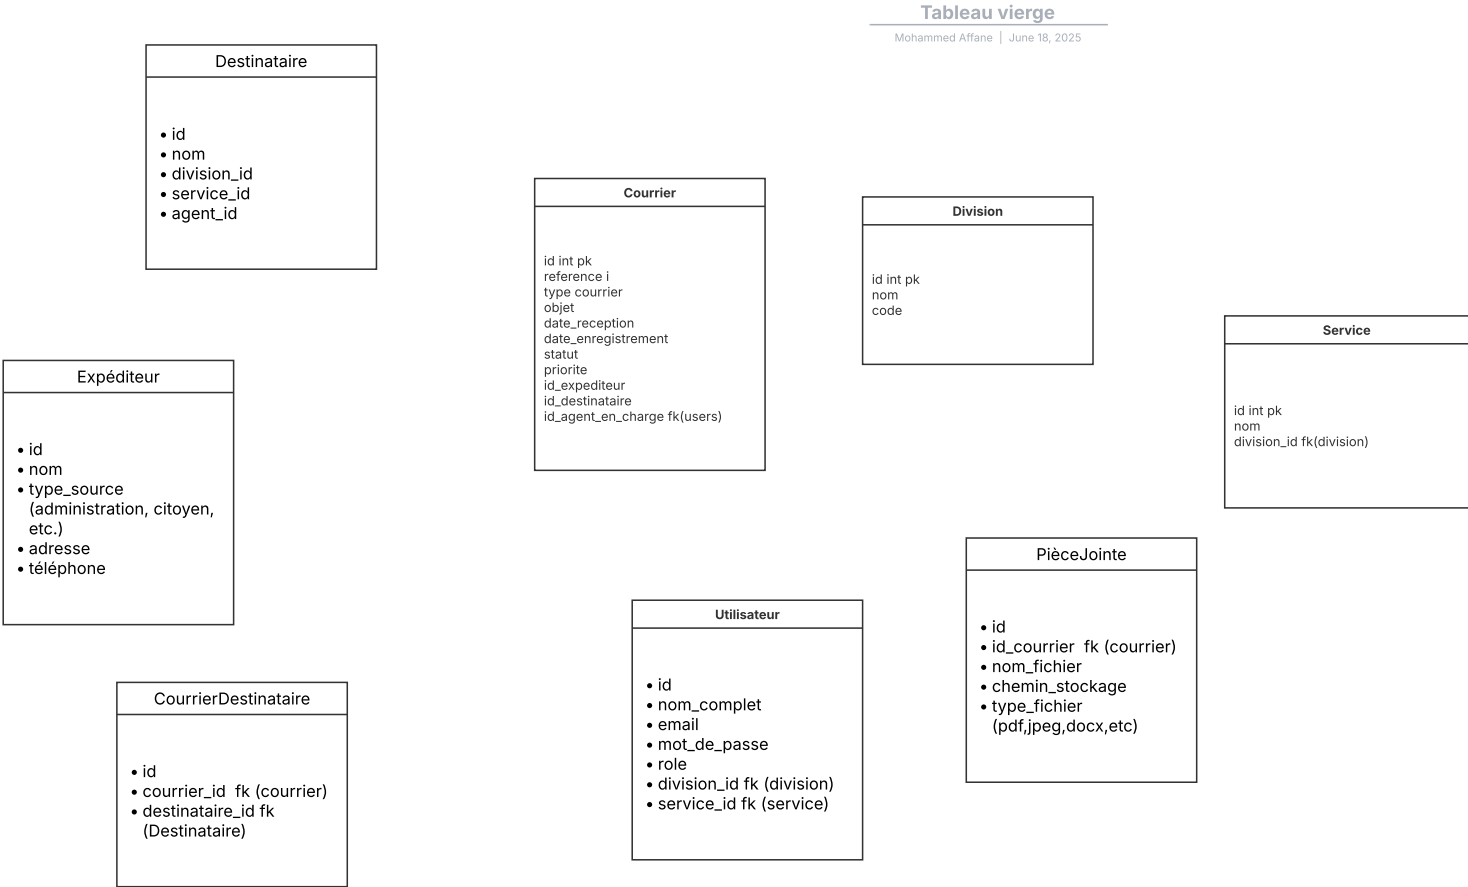 Tableau vierge
Mohammed Affane | June 18, 2025
Destinataire
• id
• nom
• division_id
• service_id
• agent_id
Courrier
id int pk
reference i
type courrier
objet
date_reception
date_enregistrement
statut
priorite
id_expediteur
id_destinataire
id_agent_en_charge fk(users)
Division
id int pk
nom
code
Service
id int pk
nom
division_id fk(division)
Expéditeur
• id
• nom
• type_source
(administration, citoyen,
etc.)
• adresse
• téléphone
PièceJointe
• id
• id_courrier  fk (courrier)
• nom_fichier
• chemin_stockage
• type_fichier
(pdf,jpeg,docx,etc)
Utilisateur
• id
• nom_complet
• email
• mot_de_passe
• role
• division_id fk (division)
• service_id fk (service)
CourrierDestinataire
• id
• courrier_id  fk (courrier)
• destinataire_id fk
(Destinataire)